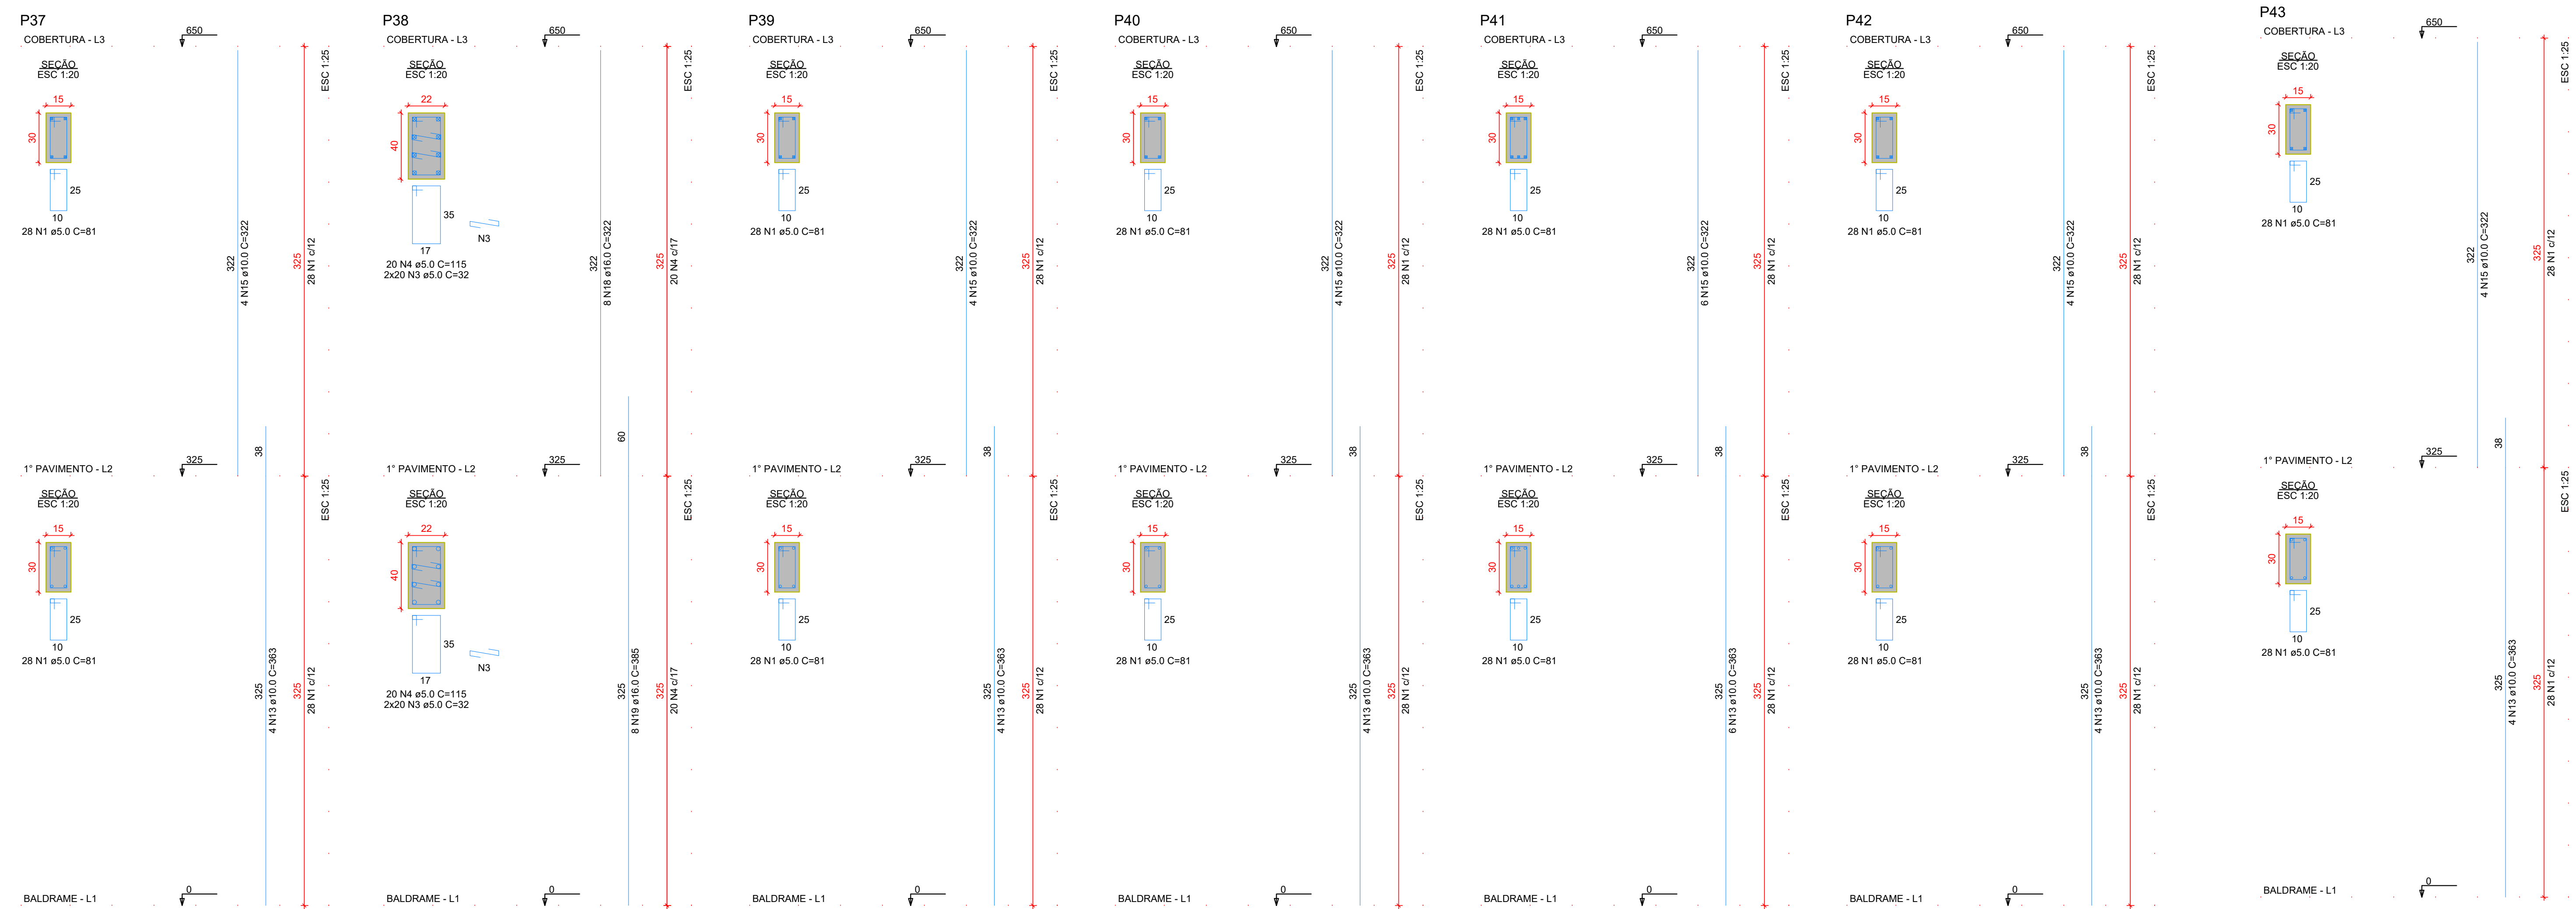 P37
COBERTURA - L3
650
SEÇÃO
ESC 1:20
ESC 1:25
15
30
25
10
28 N1 ø5.0 C=81
322
4 N15 ø10.0 C=322
325
28 N1 c/12
38
1° PAVIMENTO - L2
325
SEÇÃO
ESC 1:20
ESC 1:25
15
30
25
10
28 N1 ø5.0 C=81
325
4 N13 ø10.0 C=363
325
28 N1 c/12
BALDRAME - L1
0
P38
COBERTURA - L3
650
SEÇÃO
ESC 1:20
ESC 1:25
22
40
35
N3
17
20 N4 ø5.0 C=115
2x20 N3 ø5.0 C=32
322
8 N18 ø16.0 C=322
325
20 N4 c/17
60
1° PAVIMENTO - L2
325
SEÇÃO
ESC 1:20
ESC 1:25
22
40
35
N3
17
20 N4 ø5.0 C=115
2x20 N3 ø5.0 C=32
325
8 N19 ø16.0 C=385
325
20 N4 c/17
BALDRAME - L1
0
P39
COBERTURA - L3
650
SEÇÃO
ESC 1:20
ESC 1:25
15
30
25
10
28 N1 ø5.0 C=81
322
4 N15 ø10.0 C=322
325
28 N1 c/12
38
1° PAVIMENTO - L2
325
SEÇÃO
ESC 1:20
ESC 1:25
15
30
25
10
28 N1 ø5.0 C=81
325
4 N13 ø10.0 C=363
325
28 N1 c/12
BALDRAME - L1
0
P40
COBERTURA - L3
650
SEÇÃO
ESC 1:20
ESC 1:25
15
30
25
10
28 N1 ø5.0 C=81
322
4 N15 ø10.0 C=322
325
28 N1 c/12
38
1° PAVIMENTO - L2
325
SEÇÃO
ESC 1:20
ESC 1:25
15
30
25
10
28 N1 ø5.0 C=81
325
4 N13 ø10.0 C=363
325
28 N1 c/12
BALDRAME - L1
0
P41
COBERTURA - L3
650
SEÇÃO
ESC 1:20
ESC 1:25
15
30
25
10
28 N1 ø5.0 C=81
322
6 N15 ø10.0 C=322
325
28 N1 c/12
38
1° PAVIMENTO - L2
325
SEÇÃO
ESC 1:20
ESC 1:25
15
30
25
10
28 N1 ø5.0 C=81
325
6 N13 ø10.0 C=363
325
28 N1 c/12
BALDRAME - L1
0
P42
COBERTURA - L3
650
SEÇÃO
ESC 1:20
ESC 1:25
15
30
25
10
28 N1 ø5.0 C=81
322
4 N15 ø10.0 C=322
325
28 N1 c/12
38
1° PAVIMENTO - L2
325
SEÇÃO
ESC 1:20
ESC 1:25
15
30
25
10
28 N1 ø5.0 C=81
325
4 N13 ø10.0 C=363
325
28 N1 c/12
BALDRAME - L1
0
P43
COBERTURA - L3
650
SEÇÃO
ESC 1:20
ESC 1:25
15
30
25
10
28 N1 ø5.0 C=81
322
4 N15 ø10.0 C=322
325
28 N1 c/12
38
1° PAVIMENTO - L2
325
SEÇÃO
ESC 1:20
ESC 1:25
15
30
25
10
28 N1 ø5.0 C=81
325
4 N13 ø10.0 C=363
325
28 N1 c/12
BALDRAME - L1
0